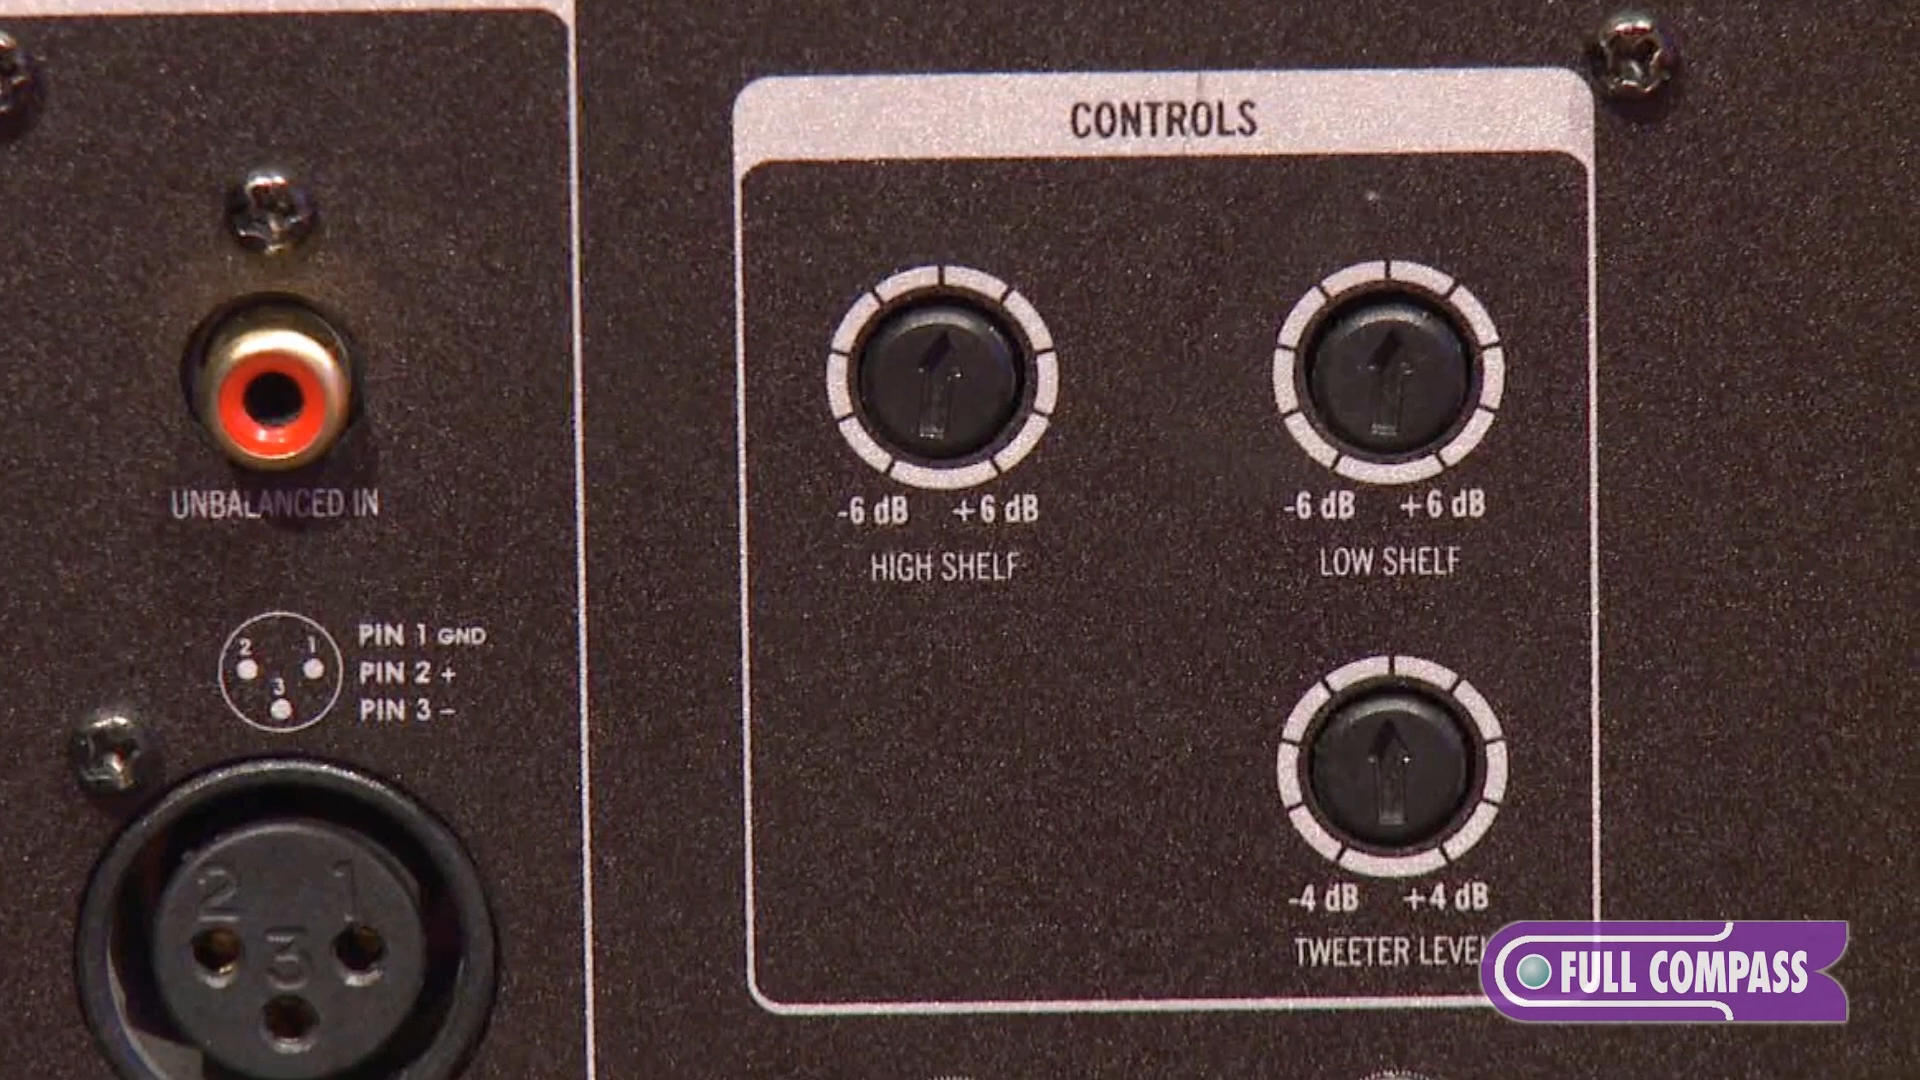 CONTROLS
UNBALANCED IN
-6 dB +6 dB
HIGH SHELF
-6 dB +6 dB
LOW SHELF
2 1
3
PIN 1 GND
PIN 2 +
PIN 3 –
2 1
3
-4 dB +4 dB
TWEETER LEVEL
FULL COMPASS